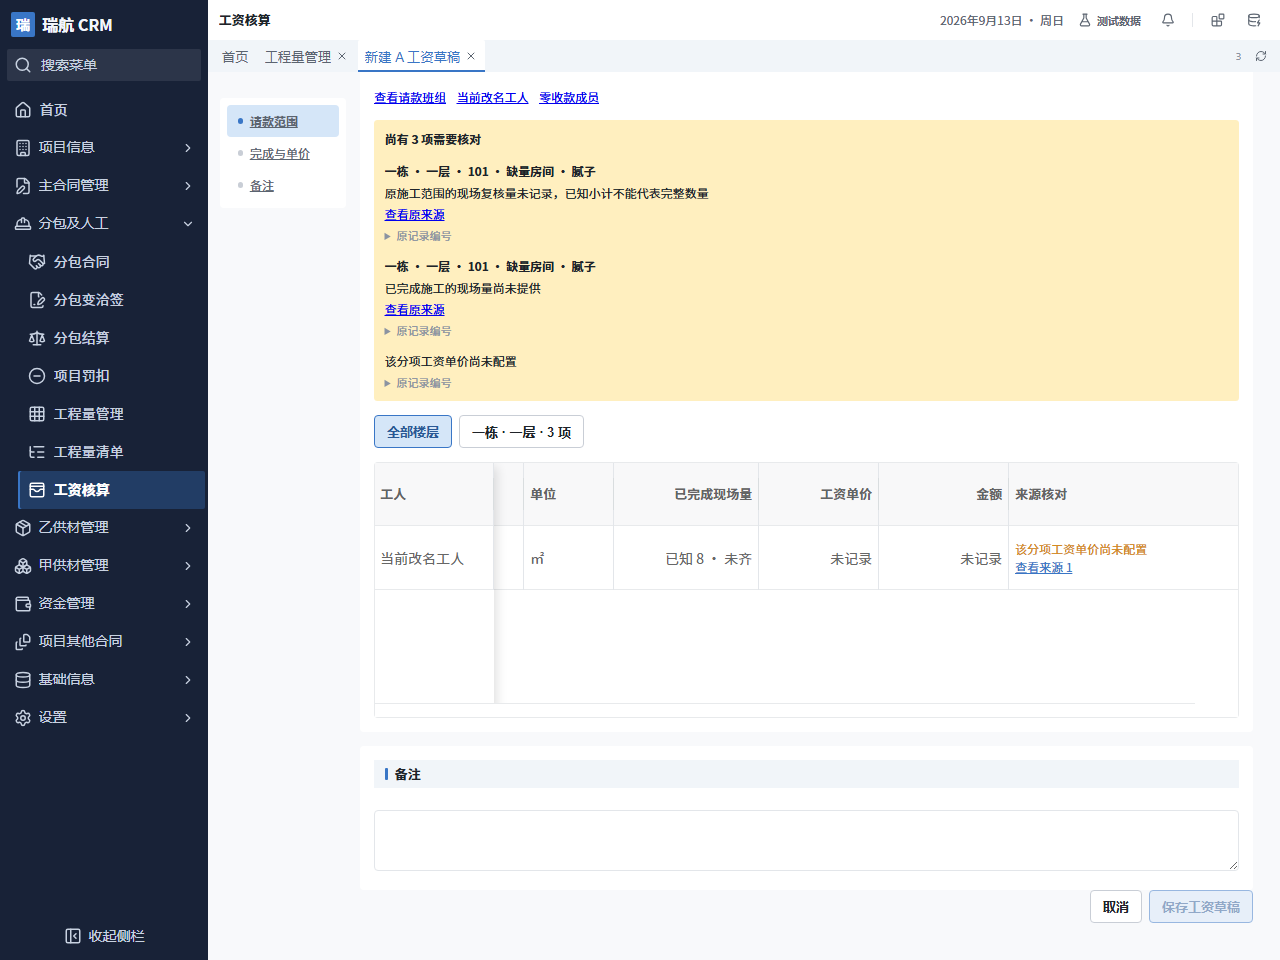 瑞 瑞航 CRM
搜索菜单
首页
项目信息
主合同管理
分包及人工
分包合同
分包变洽签
分包结算
项目罚扣
工程量管理
工程量清单
工资核算
乙供材管理
甲供材管理
资金管理
项目其他合同
基础信息
设置
收起侧栏
工资核算
2026年9月13日 · 周日 测试数据
首页 工程量管理 × 新建 A 工资草稿 × 3
请款范围
完成与单价
备注
查看请款班组 当前改名工人 零收款成员
尚有 3 项需要核对
一栋 · 一层 · 101 · 缺量房间 · 腻子
原施工范围的现场复核量未记录，已知小计不能代表完整数量
查看原来源
原记录编号
一栋 · 一层 · 101 · 缺量房间 · 腻子
已完成施工的现场量尚未提供
查看原来源
原记录编号
该分项工资单价尚未配置
原记录编号
全部楼层 一栋 · 一层 · 3 项
工人 单位 已完成现场量 工资单价 金额 来源核对
当前改名工人 ㎡ 已知 8 · 未齐 未记录 未记录 该分项工资单价尚未配置
查看来源 1
备注
取消 保存工资草稿